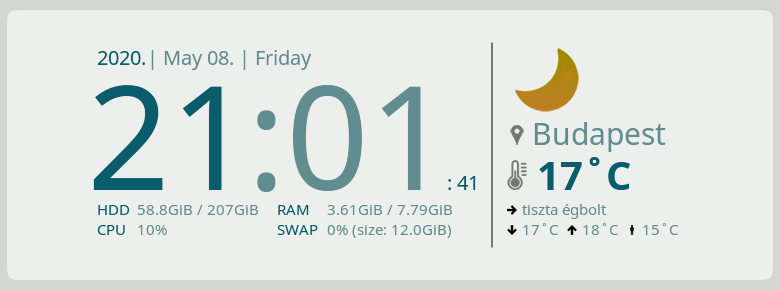 2020.| May 08. | Friday
21:01
: 41
HDD 58.8GiB / 207GiB RAM 3.61GiB / 7.79GiB
CPU 10% SWAP 0% (size: 12.0GiB)
Budapest
17˚C
tiszta égbolt
17˚C 18˚C 15˚C